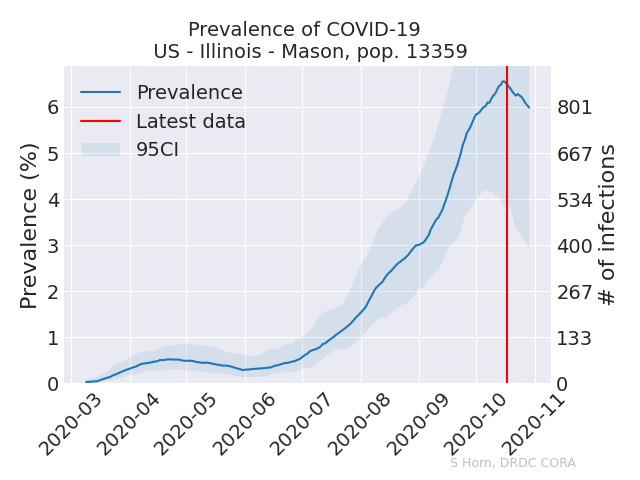 Prevalence of COVID-19
US - Illinois - Mason, pop. 13359
Prevalence
Latest data
95CI
Prevalence (%)
6
5
4
3
2
1
0
801
667
534
400
267
133
0
# of infections
2020-03
2020-04
2020-05
2020-06
2020-07
2020-08
2020-09
2020-10
2020-11
S Horn, DRDC CORA